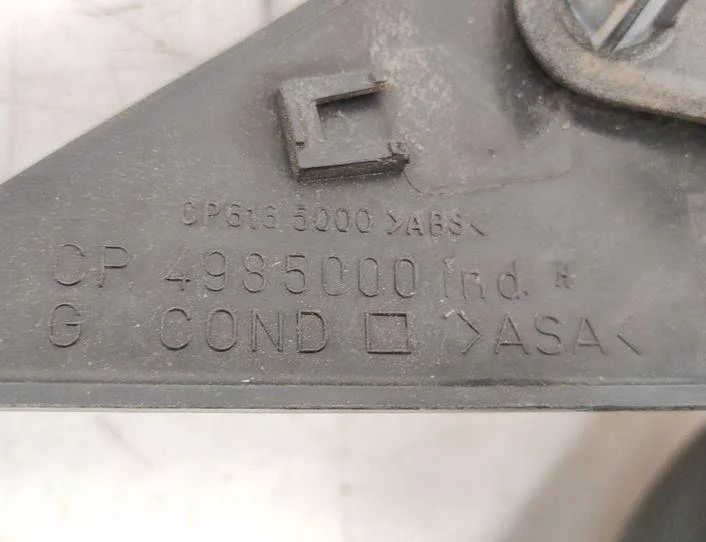 CP616 5000 >ABS<
CP 4985000 Ind. H
G COND □ >ASA<